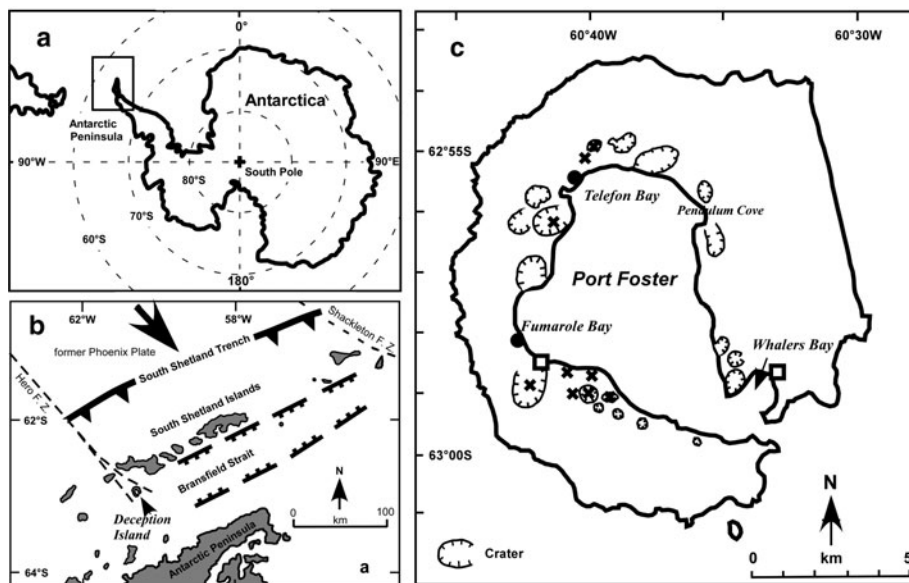 a
0°
Antarctica
Antarctic
Peninsula
90°W
90°E
80°S
South Pole
70°S
60°S
180°
b
62°W
58°W
former Phoenix Plate
South Shetland Trench
Shackleton F. Z.
Hero F. Z.
62°S
South Shetland Islands
Bransfield Strait
N
0 100
km
Deception
Island
Antarctic Peninsula
64°S
a
c
60°40W
60°30W
62°55S
Telefon Bay
Pendulum Cove
Port Foster
Fumarole Bay
Whalers Bay
63°00S
N
Crater
0 km 5